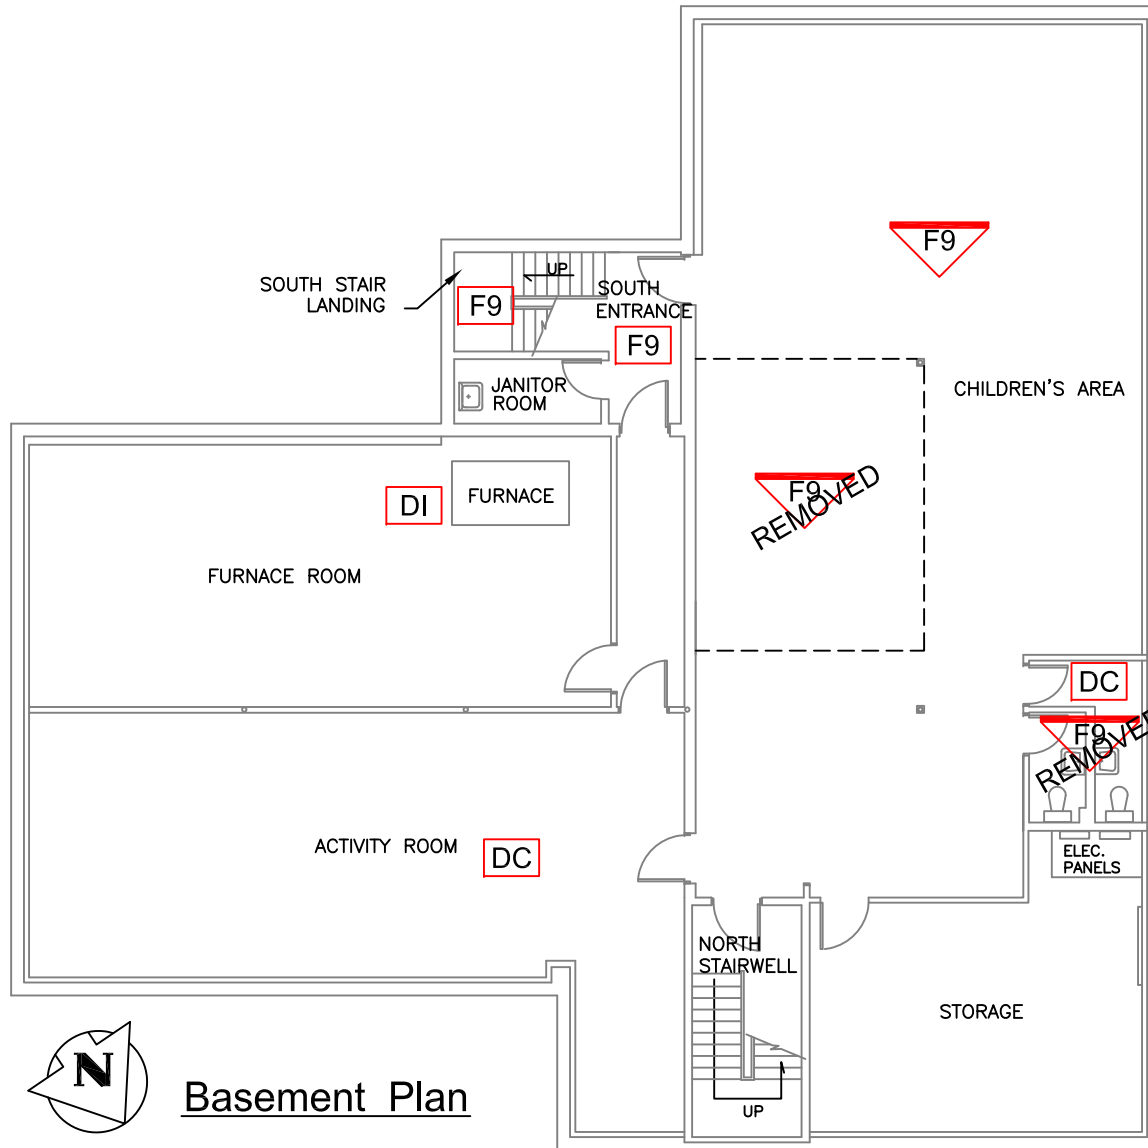 F9
UP
SOUTH STAIR
LANDING
F9
SOUTH
ENTRANCE
F9
JANITOR
ROOM
CHILDREN'S AREA
F9
REMOVED
DI
FURNACE
FURNACE ROOM
DC
F9
REMOVED
ACTIVITY ROOM
DC
ELEC.
PANELS
NORTH
STAIRWELL
STORAGE
UP
N
Basement Plan